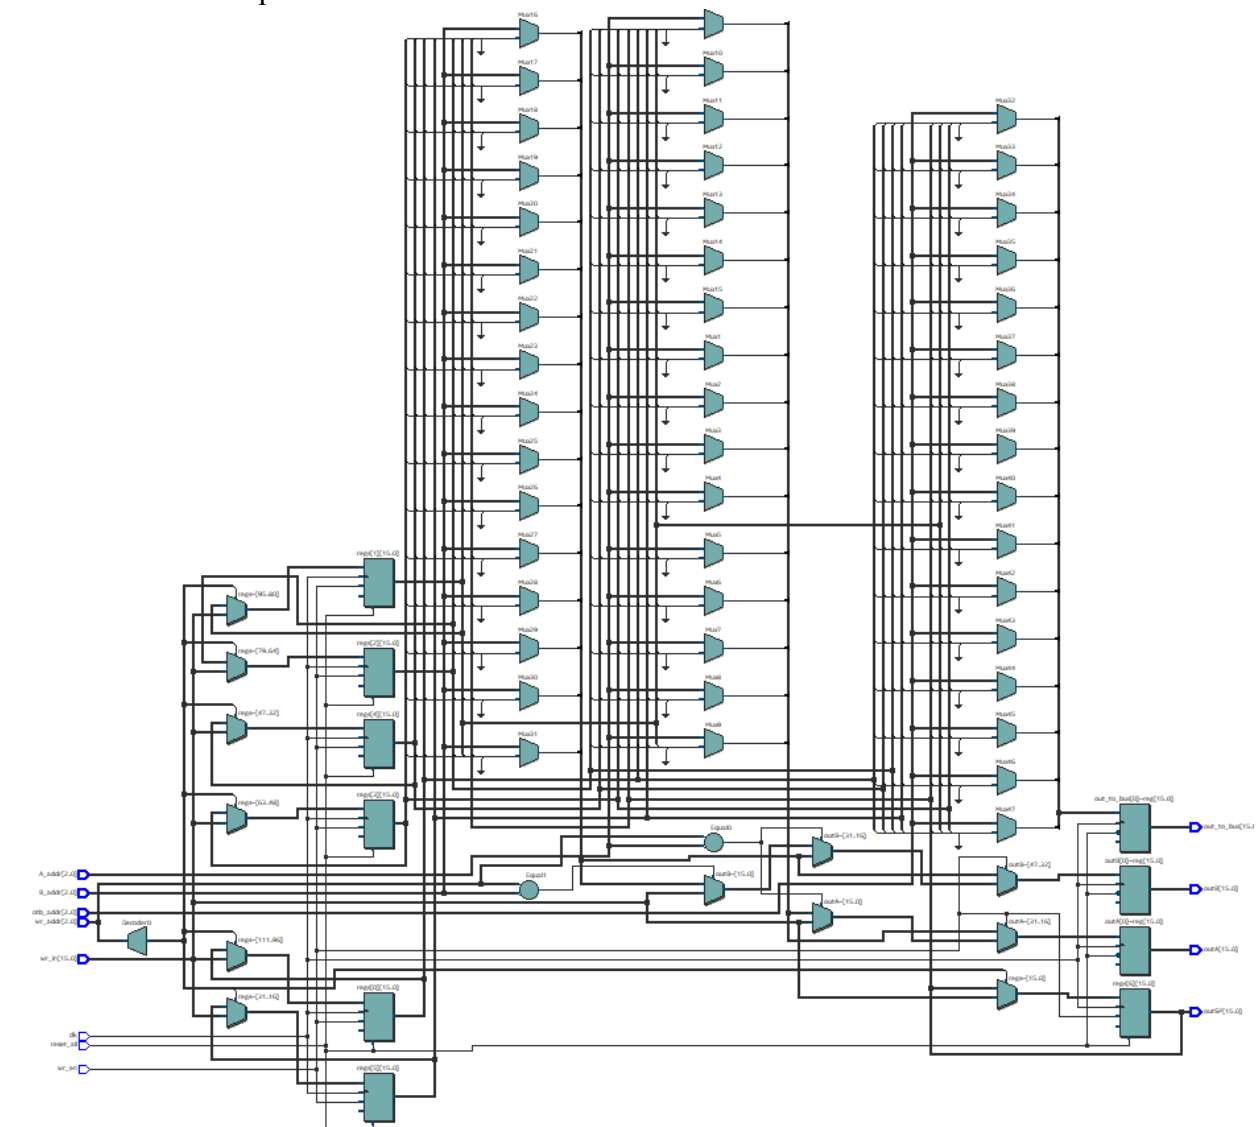 Mux16
Mux17
Mux10
Mux18
Mux11
Mux32
Mux19
Mux12
Mux33
Mux20
Mux13
Mux34
Mux21
Mux14
Mux35
Mux22
Mux15
Mux36
Mux23
Mux1
Mux37
Mux24
Mux2
Mux38
Mux25
Mux3
Mux39
Mux26
Mux4
Mux40
Mux27
Mux5
Mux41
regs[1][15..0]
Mux28
Mux6
Mux42
regs~[95..80]
Mux29
Mux7
Mux43
regs[2][15..0]
regs~[79..64]
Mux30
Mux8
Mux44
regs[4][15..0]
regs~[47..32]
Mux31
Mux9
Mux45
Mux46
regs[3][15..0]
regs~[63..48]
Mux47
out_to_bus[0]~reg[15..0]
Equal0
outB~[31..16]
out_to_bus[15..0]
A_addr[2..0]
Equal1
outB~[15..0]
outB~[47..32]
outB[0]~reg[15..0]
B_addr[2..0]
outB[15..0]
otb_addr[2..0]
wr_addr[2..0]
Decoder0
outA~[15..0]
outA~[31..16]
outA[0]~reg[15..0]
regs~[111..96]
outA[15..0]
wr_in[15..0]
regs[0][15..0]
regs~[15..0]
regs[6][15..0]
regs~[31..16]
outSP[15..0]
clk
reset_all
wr_en
regs[5][15..0]